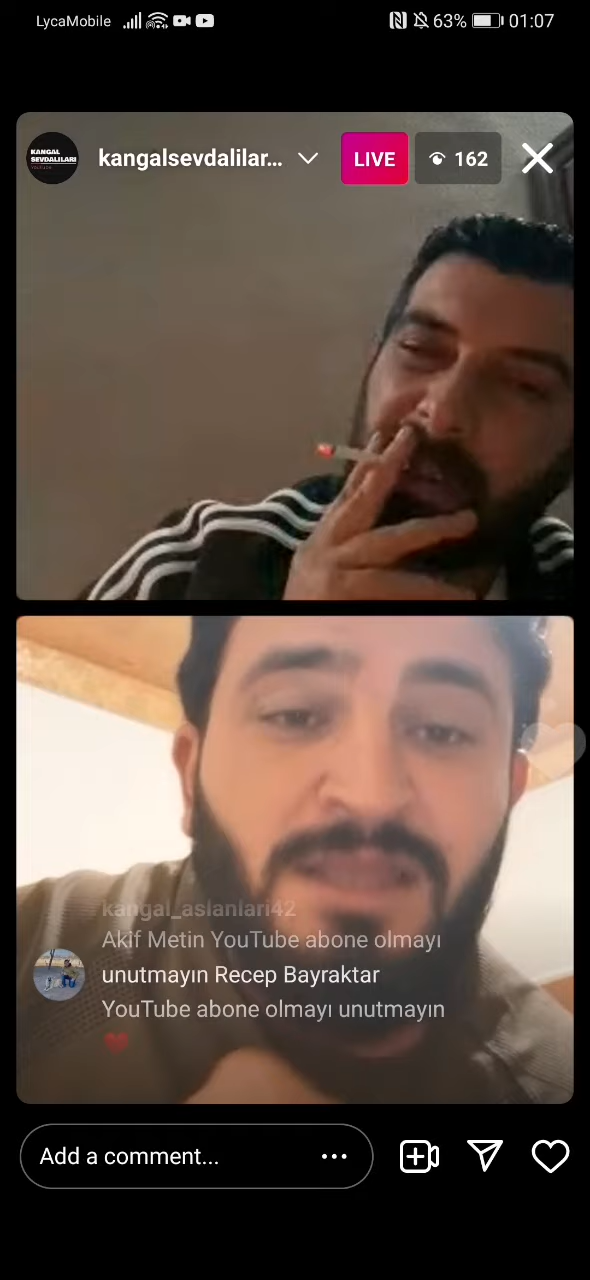 LycaMobile 63% 01:07
KANGAL
SEVDALILARI
YouTube
kangalsevdalilar... LIVE 162
kangal_aslanlari42
Akif Metin YouTube abone olmayı
unutmayın Recep Bayraktar
YouTube abone olmayı unutmayın
Add a comment...